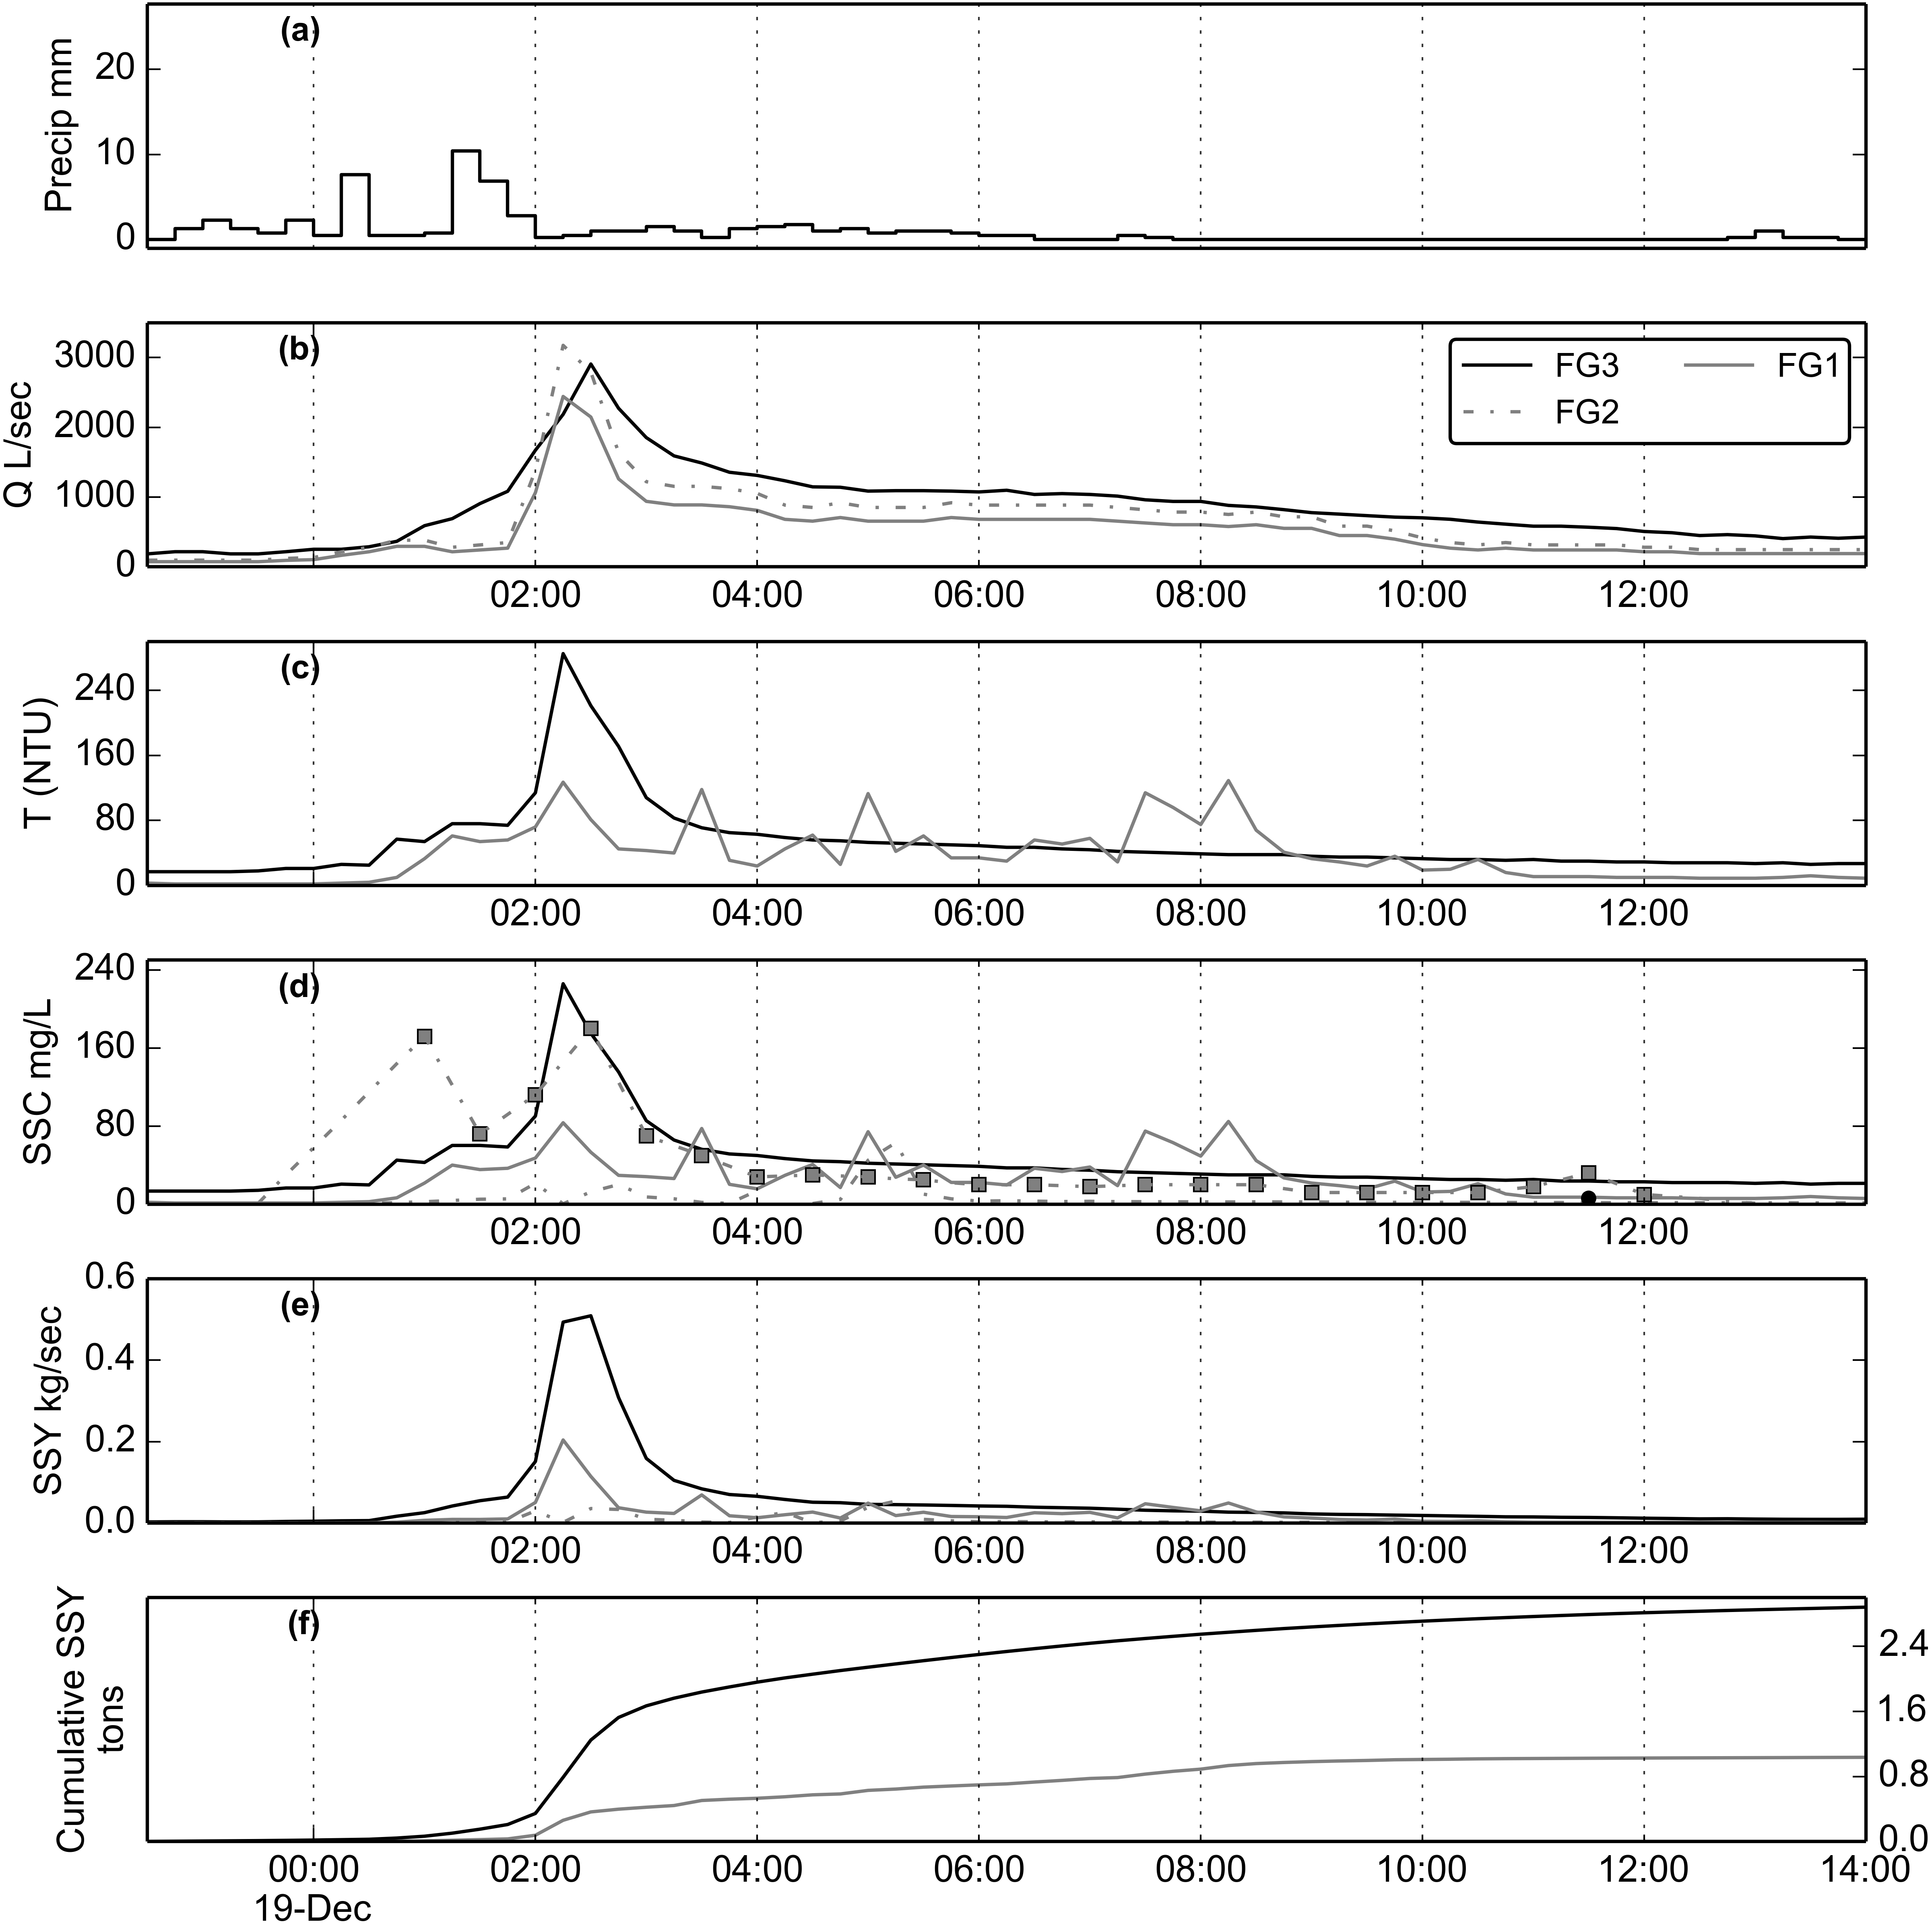 (a)
Precip mm
20
10
0
(b)
Q L/sec
3000
2000
1000
0
FG3 FG1
FG2
02:00 04:00 06:00 08:00 10:00 12:00
(c)
T (NTU)
240
160
80
0
02:00 04:00 06:00 08:00 10:00 12:00
(d)
SSC mg/L
240
160
80
0
02:00 04:00 06:00 08:00 10:00 12:00
(e)
SSY kg/sec
0.6
0.4
0.2
0.0
02:00 04:00 06:00 08:00 10:00 12:00
(f)
Cumulative SSY
tons
2.4
1.6
0.8
0.0
00:00 02:00 04:00 06:00 08:00 10:00 12:00 14:00
19-Dec